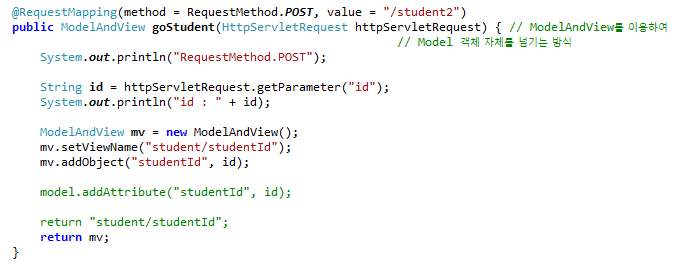 @RequestMapping(method = RequestMethod.POST, value = "/student2")
public ModelAndView goStudent(HttpServletRequest httpServletRequest) { // ModelAndView를 이용하여
// Model 객체 자체를 넘기는 방식
System.out.println("RequestMethod.POST");
String id = httpServletRequest.getParameter("id");
System.out.println("id : " + id);
ModelAndView mv = new ModelAndView();
mv.setViewName("student/studentId");
mv.addObject("studentId", id);
model.addAttribute("studentId", id);
return "student/studentId";
return mv;
}